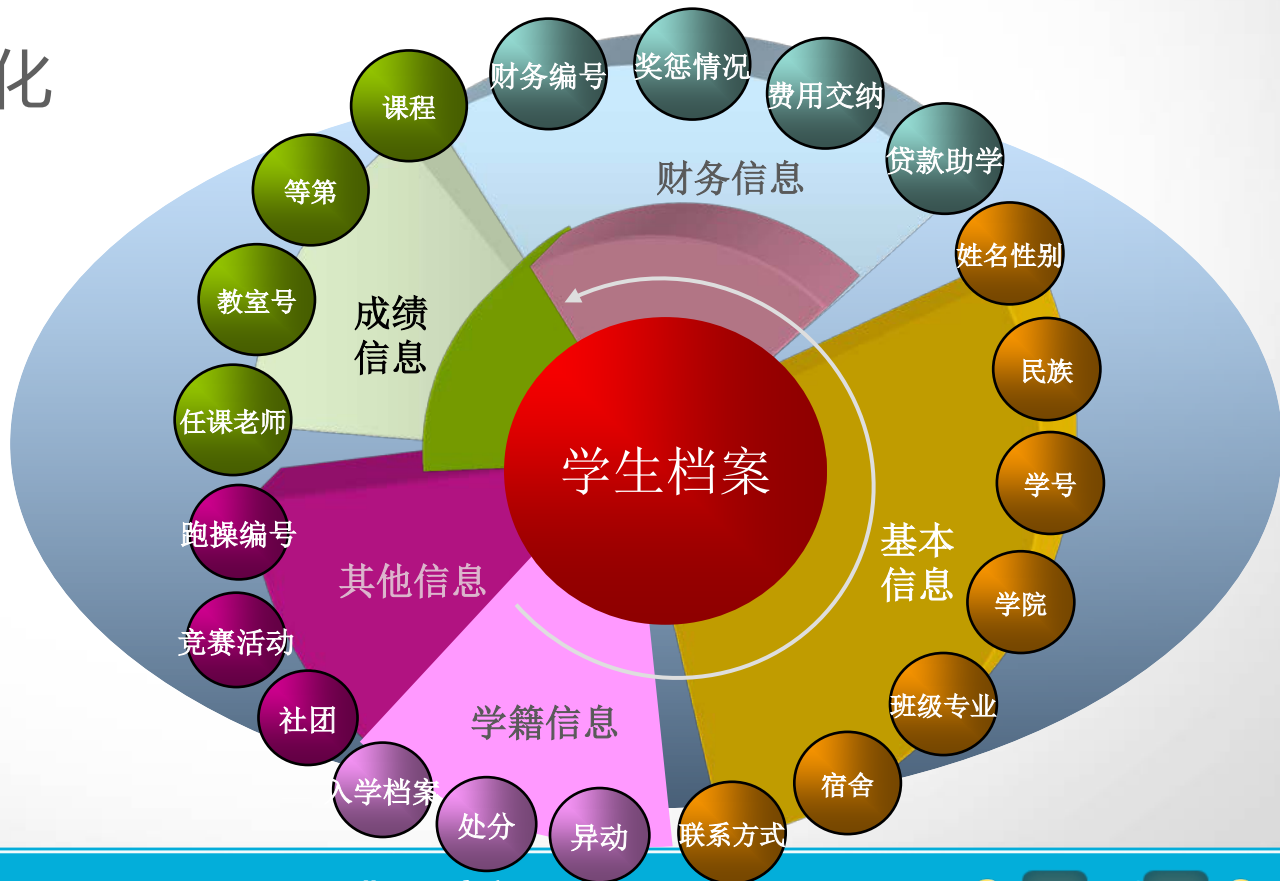 化
课程
财务编号
奖惩情况
费用交纳
贷款助学
等第
财务信息
姓名性别
教室号
成绩
信息
民族
任课老师
学生档案
学号
跑操编号
其他信息
基本
信息
学院
竞赛活动
社团
学籍信息
班级专业
入学档案
处分
异动
联系方式
宿舍